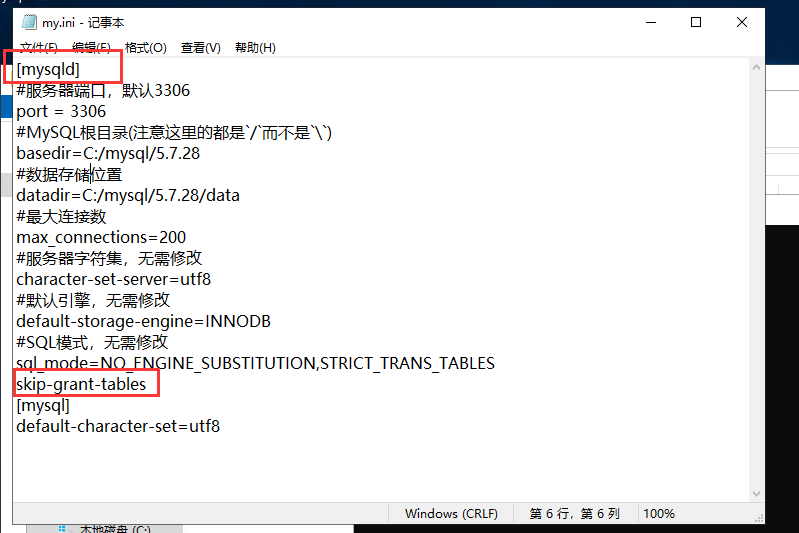 my.ini - 记事本
文件(F) 编辑(E) 格式(O) 查看(V) 帮助(H)
[mysqld]
#服务器端口，默认3306
port = 3306
#MySQL根目录(注意这里的都是`/`而不是`\`)
basedir=C:/mysql/5.7.28
#数据存储位置
datadir=C:/mysql/5.7.28/data
#最大连接数
max_connections=200
#服务器字符集，无需修改
character-set-server=utf8
#默认引擎，无需修改
default-storage-engine=INNODB
#SQL模式，无需修改
sql_mode=NO_ENGINE_SUBSTITUTION,STRICT_TRANS_TABLES
skip-grant-tables
[mysql]
default-character-set=utf8
Windows (CRLF) 第 6 行，第 6 列 100%
本地磁盘 (C:)